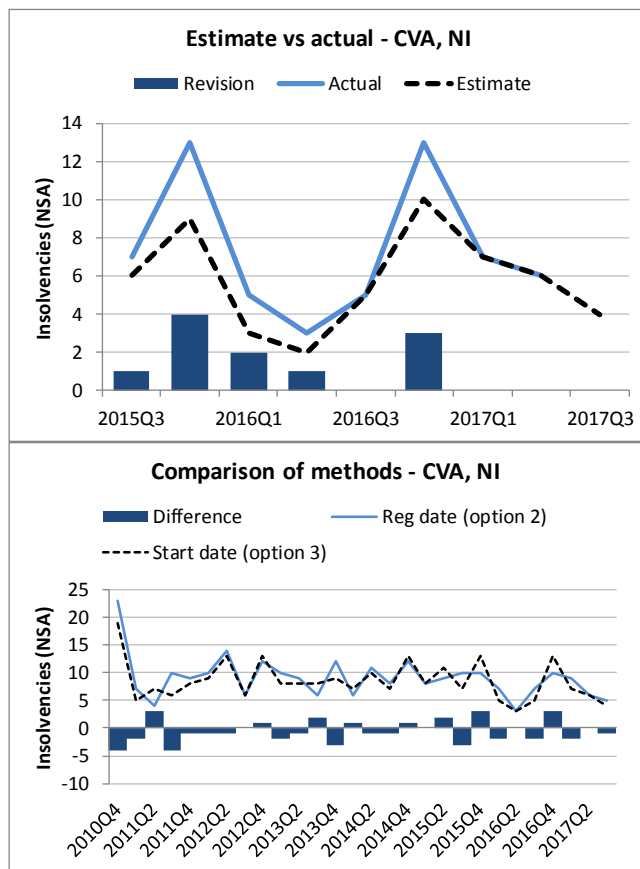 Estimate vs actual - CVA, NI
Revision Actual Estimate
Insolvencies (NSA)
14
12
10
8
6
4
2
0
2015Q3 2016Q1 2016Q3 2017Q1 2017Q3
Comparison of methods - CVA, NI
Difference Reg date (option 2)
Start date (option 3)
Insolvencies (NSA)
25
20
15
10
5
0
-5
-10
2010Q4 2011Q2 2011Q4 2012Q2 2012Q4 2013Q2 2013Q4 2014Q2 2014Q4 2015Q2 2015Q4 2016Q2 2016Q4 2017Q2